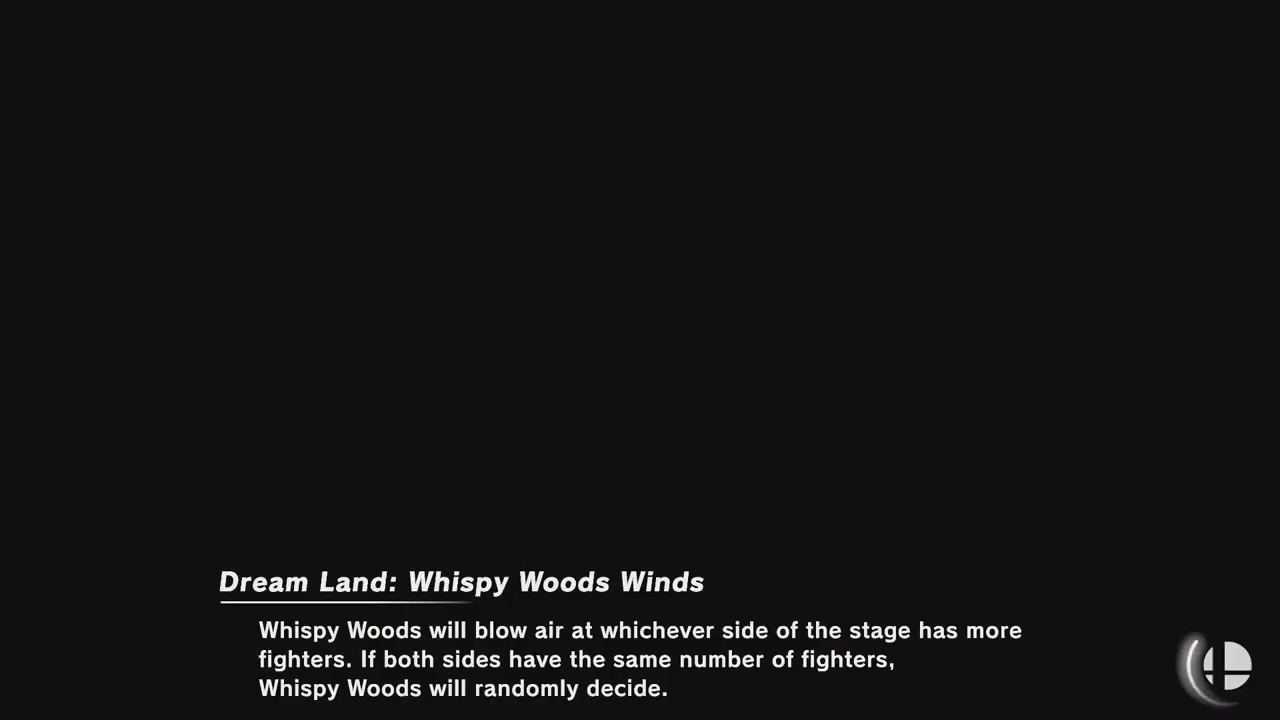 Dream Land: Whispy Woods Winds
Whispy Woods will blow air at whichever side of the stage has more
fighters. If both sides have the same number of fighters,
Whispy Woods will randomly decide.